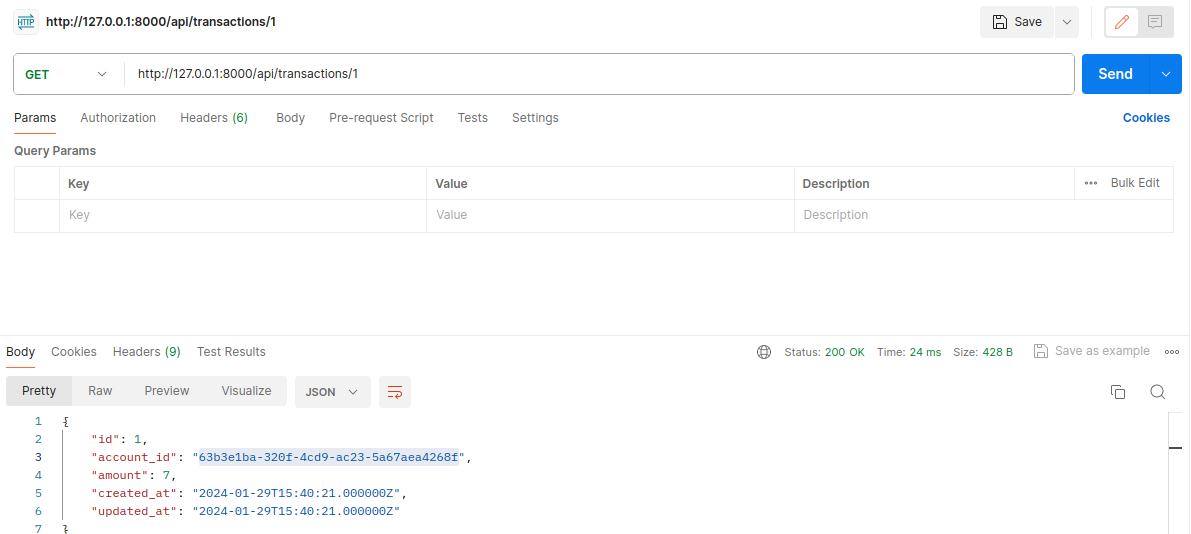 HTTP http://127.0.0.1:8000/api/transactions/1 Save
GET http://127.0.0.1:8000/api/transactions/1 Send
Params Authorization Headers (6) Body Pre-request Script Tests Settings Cookies
Query Params
Key Value Description Bulk Edit
Key Value Description
Body Cookies Headers (9) Test Results Status: 200 OK Time: 24 ms Size: 428 B Save as example
Pretty Raw Preview Visualize JSON
1 {
2 "id": 1,
3 "account_id": "63b3e1ba-320f-4cd9-ac23-5a67aea4268f",
4 "amount": 7,
5 "created_at": "2024-01-29T15:40:21.000000Z",
6 "updated_at": "2024-01-29T15:40:21.000000Z"
7 }